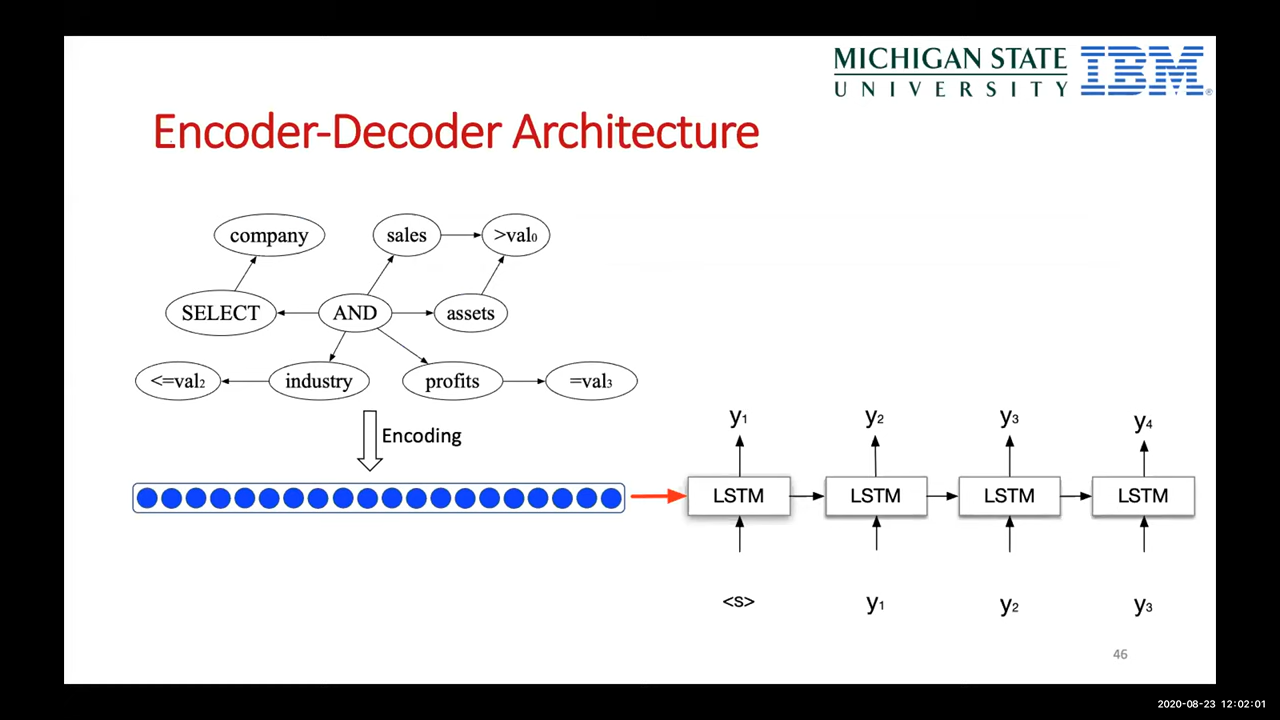 MICHIGAN STATE
UNIVERSITY
IBM
Encoder-Decoder Architecture
company
sales
>val0
SELECT
AND
assets
<=val2
industry
profits
=val3
Encoding
y1
y2
y3
y4
LSTM
LSTM
LSTM
LSTM
<s>
y1
y2
y3
46
2020-08-23 12:02:01